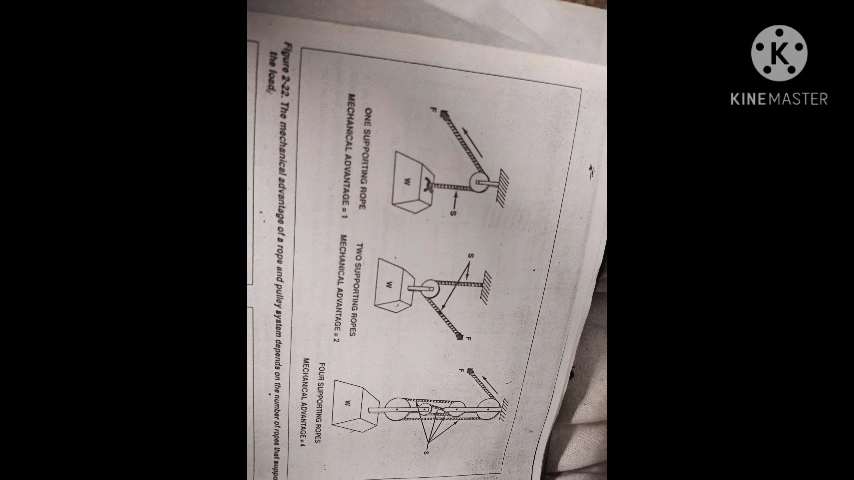 ONE SUPPORTING ROPE
MECHANICAL ADVANTAGE = 1
F
W
S
TWO SUPPORTING ROPES
MECHANICAL ADVANTAGE = 2
S
W
F
FOUR SUPPORTING ROPES
MECHANICAL ADVANTAGE = 4
F
W
S
Figure 2-22. The mechanical advantage of a rope and pulley system depends on the number of ropes that suppo
the load.
K
KINEMASTER